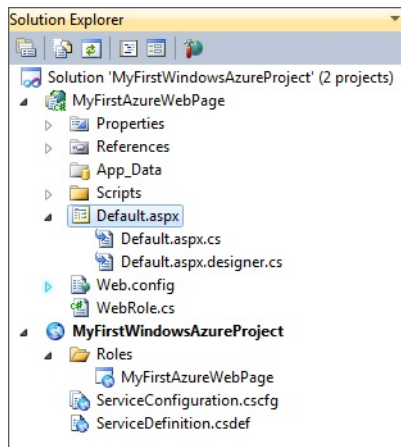 Solution Explorer
Solution 'MyFirstWindowsAzureProject' (2 projects)
MyFirstAzureWebPage
Properties
References
App_Data
Scripts
Default.aspx
Default.aspx.cs
Default.aspx.designer.cs
Web.config
WebRole.cs
MyFirstWindowsAzureProject
Roles
MyFirstAzureWebPage
ServiceConfiguration.cscfg
ServiceDefinition.csdef